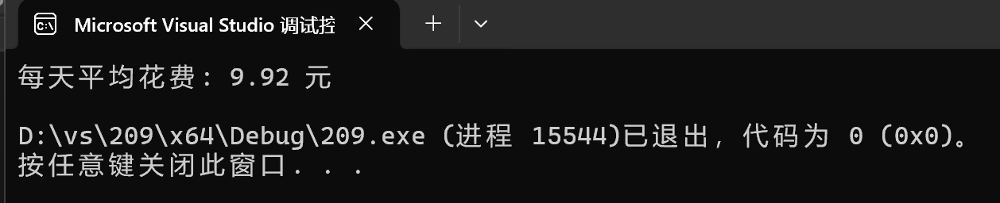 Microsoft Visual Studio 调试控
每天平均花费: 9.92 元
D:\vs\209\x64\Debug\209.exe (进程 15544)已退出，代码为 0 (0x0)。
按任意键关闭此窗口. . .